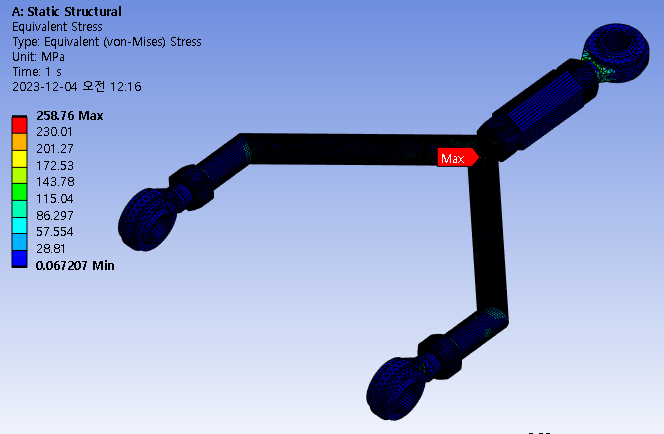 A: Static Structural
Equivalent Stress
Type: Equivalent (von-Mises) Stress
Unit: MPa
Time: 1 s
2023-12-04 오전 12:16
258.76 Max
230.01
201.27
172.53
143.78
115.04
86.297
57.554
28.81
0.067207 Min
Max